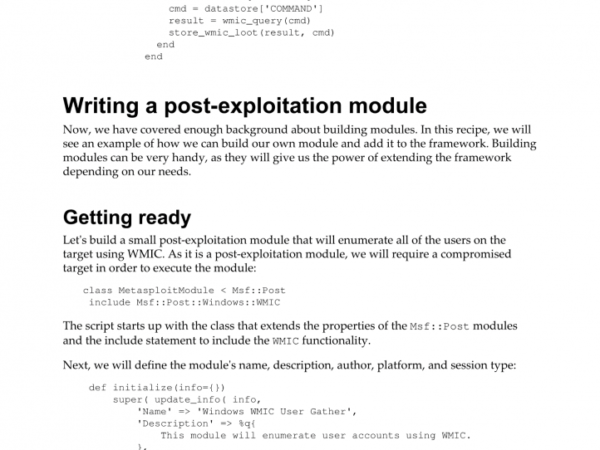 cmd = datastore['COMMAND']
result = wmic_query(cmd)
store_wmic_loot(result, cmd)
end
end
Writing a post-exploitation module
Now, we have covered enough background about building modules. In this recipe, we will
see an example of how we can build our own module and add it to the framework. Building
modules can be very handy, as they will give us the power of extending the framework
depending on our needs.
Getting ready
Let's build a small post-exploitation module that will enumerate all of the users on the
target using WMIC. As it is a post-exploitation module, we will require a compromised
target in order to execute the module:
class MetasploitModule < Msf::Post
include Msf::Post::Windows::WMIC
The script starts up with the class that extends the properties of the Msf::Post modules
and the include statement to include the WMIC functionality.
Next, we will define the module's name, description, author, platform, and session type:
def initialize(info={})
super( update_info( info,
'Name' => 'Windows WMIC User Gather',
'Description' => %q{
This module will enumerate user accounts using WMIC.
},